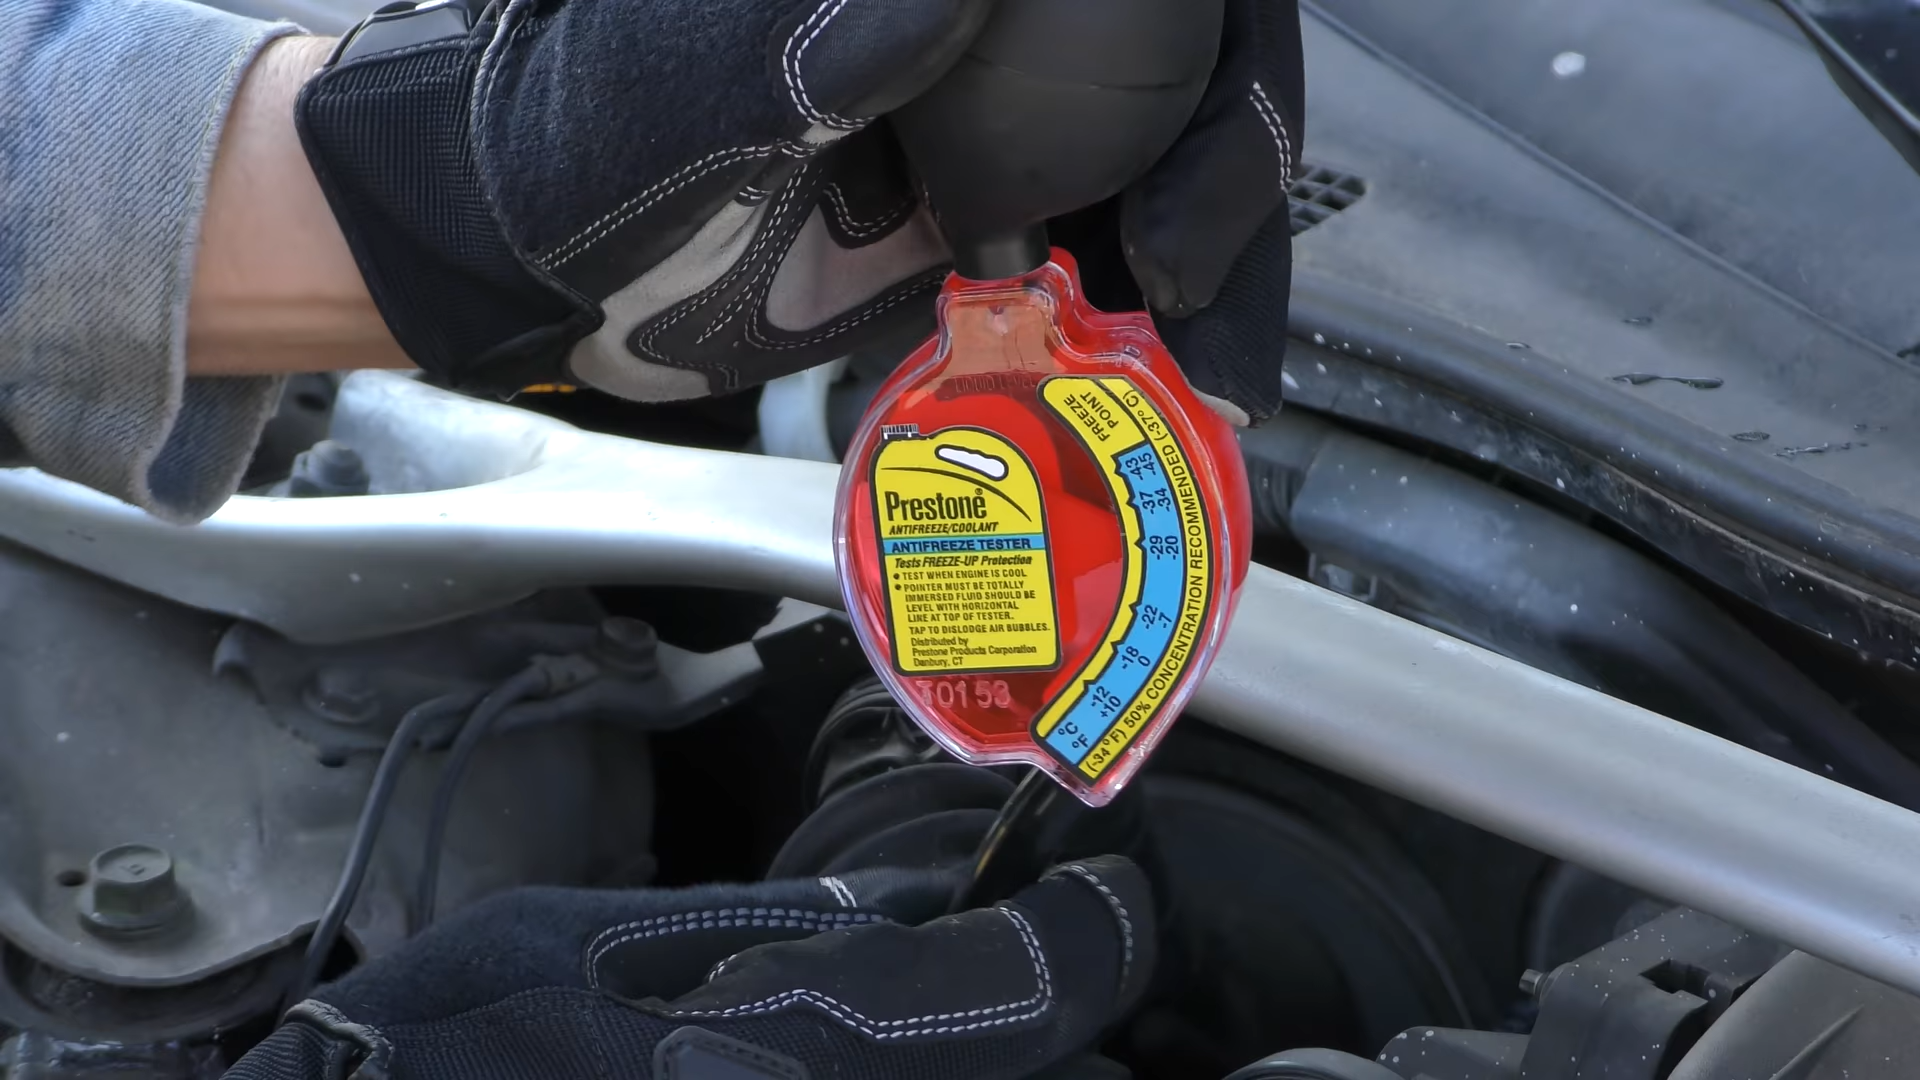 LIQUID LEVEL
FREEZE
POINT
Prestone®
ANTIFREEZE/COOLANT
ANTIFREEZE TESTER
Tests FREEZE-UP Protection
• TEST WHEN ENGINE IS COOL
• POINTER MUST BE TOTALLY
IMMERSED FLUID SHOULD BE
LEVEL WITH HORIZONTAL
LINE AT TOP OF TESTER.
TAP TO DISLODGE AIR BUBBLES.
Distributed by
Prestone Products Corporation
Danbury, CT
T0153
-43 -45
-37 -34
-29 -20
-22 -7
-18 0
-12 +10
°C °F
(-34°F) 50% CONCENTRATION RECOMMENDED (-37°C)